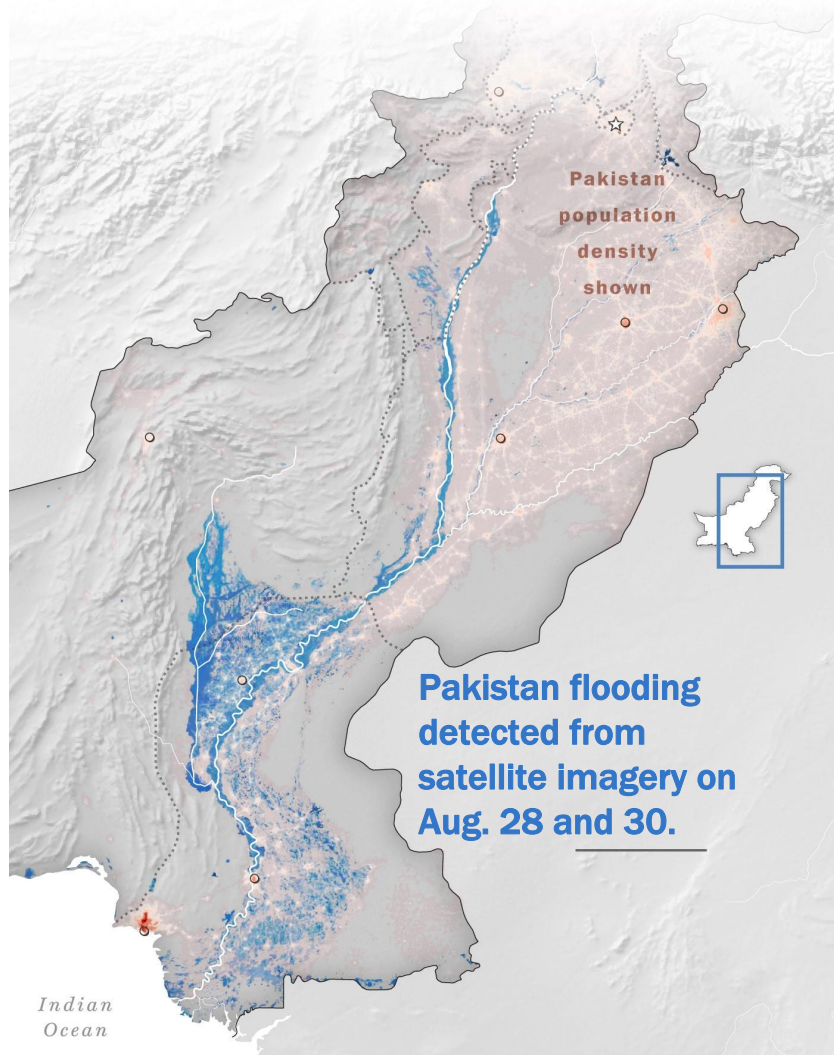 Pakistan
population
density
shown
Pakistan flooding
detected from
satellite imagery on
Aug. 28 and 30.
Indian
Ocean